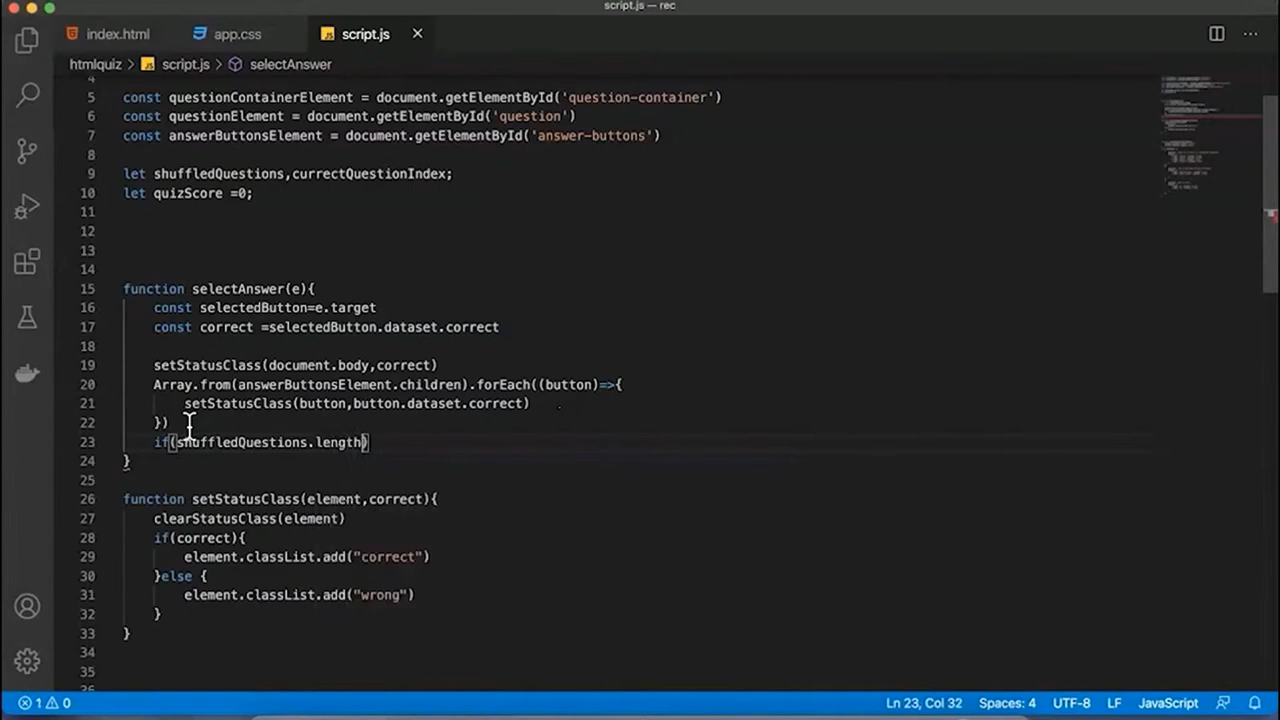 script.js — rec
index.html app.css script.js
htmlquiz > script.js > selectAnswer
4
5 const questionContainerElement = document.getElementById('question-container')
6 const questionElement = document.getElementById('question')
7 const answerButtonsElement = document.getElementById('answer-buttons')
8
9 let shuffledQuestions,currectQuestionIndex;
10 let quizScore =0;
11
12
13
14
15 function selectAnswer(e){
16 const selectedButton=e.target
17 const correct =selectedButton.dataset.correct
18
19 setStatusClass(document.body,correct)
20 Array.from(answerButtonsElement.children).forEach((button)=>{
21 setStatusClass(button,button.dataset.correct)
22 })
23 if(shuffledQuestions.length)
24 }
25
26 function setStatusClass(element,correct){
27 clearStatusClass(element)
28 if(correct){
29 element.classList.add("correct")
30 }else {
31 element.classList.add("wrong")
32 }
33 }
34
35
36
1 0 Ln 23, Col 32 Spaces: 4 UTF-8 LF JavaScript